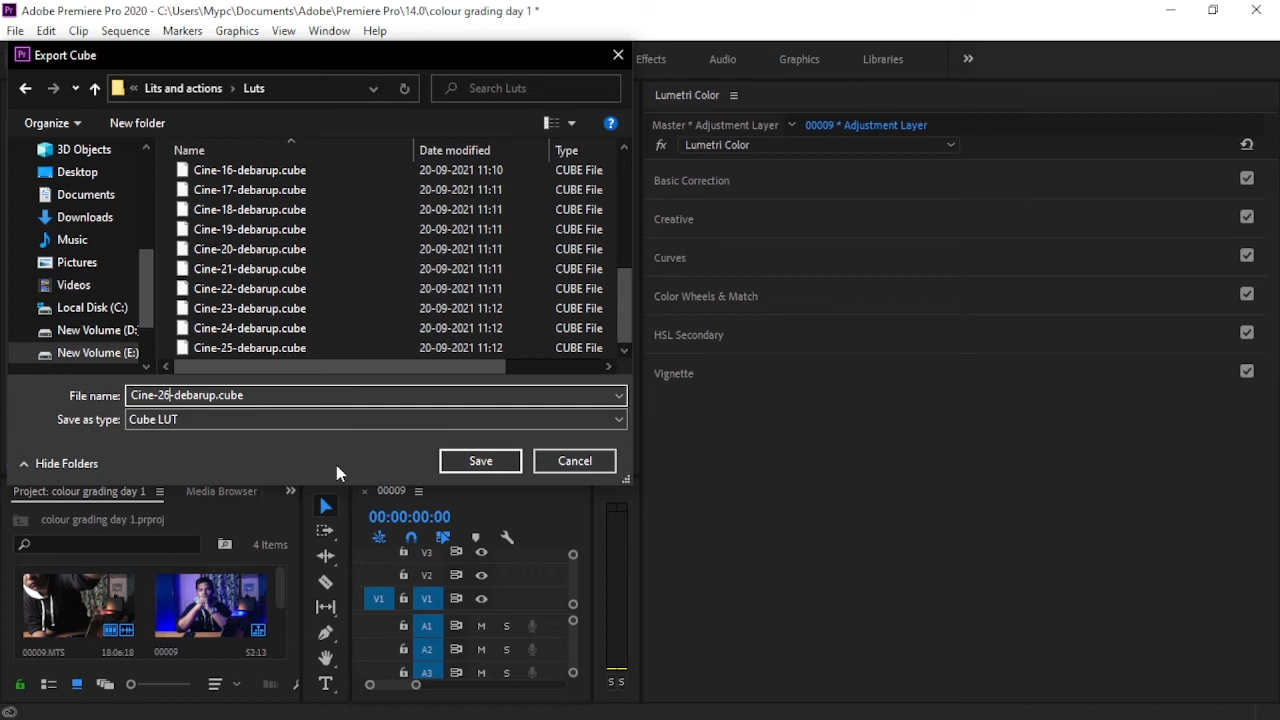 Pr Adobe Premiere Pro 2020 - C:\Users\Mypc\Documents\Adobe\Premiere Pro\14.0\colour grading day 1 *
File Edit Clip Sequence Markers Graphics View Window Help
Pr Export Cube
Effects Audio Graphics Libraries
« Lits and actions › Luts
Search Luts
Organize New folder
Name Date modified Type
3D Objects
Desktop
Documents
Downloads
Music
Pictures
Videos
Local Disk (C:)
New Volume (D:
New Volume (E:)
Cine-16-debarup.cube 20-09-2021 11:10 CUBE File
Cine-17-debarup.cube 20-09-2021 11:11 CUBE File
Cine-18-debarup.cube 20-09-2021 11:11 CUBE File
Cine-19-debarup.cube 20-09-2021 11:11 CUBE File
Cine-20-debarup.cube 20-09-2021 11:11 CUBE File
Cine-21-debarup.cube 20-09-2021 11:11 CUBE File
Cine-22-debarup.cube 20-09-2021 11:11 CUBE File
Cine-23-debarup.cube 20-09-2021 11:12 CUBE File
Cine-24-debarup.cube 20-09-2021 11:12 CUBE File
Cine-25-debarup.cube 20-09-2021 11:12 CUBE File
File name: Cine-26-debarup.cube
Save as type: Cube LUT
Hide Folders Save Cancel
Lumetri Color
Master * Adjustment Layer 00009 * Adjustment Layer
fx Lumetri Color
Basic Correction
Creative
Curves
Color Wheels & Match
HSL Secondary
Vignette
Project: colour grading day 1 Media Browser
colour grading day 1.prproj
4 Items
00009.MTS 18:06:18
00009 52:13
T
× 00009
00:00:00:00
V3
V2
V1 V1
A1 M S
A2 M S
A3 M S
S S